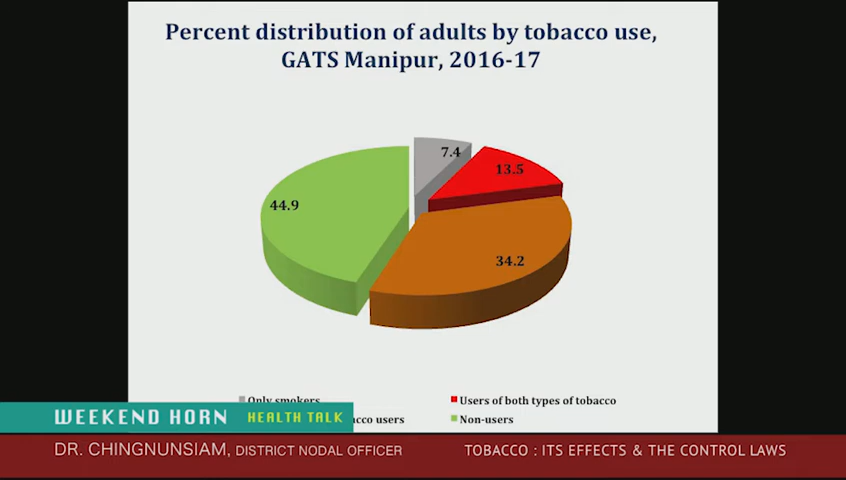 Percent distribution of adults by tobacco use,
GATS Manipur, 2016-17
7.4
13.5
44.9
34.2
Only smokers
Users of both types of tobacco
users
Non-users
WEEKEND HORN HEALTH TALK
DR. CHINGNUNSIAM, DISTRICT NODAL OFFICER
TOBACCO : ITS EFFECTS & THE CONTROL LAWS